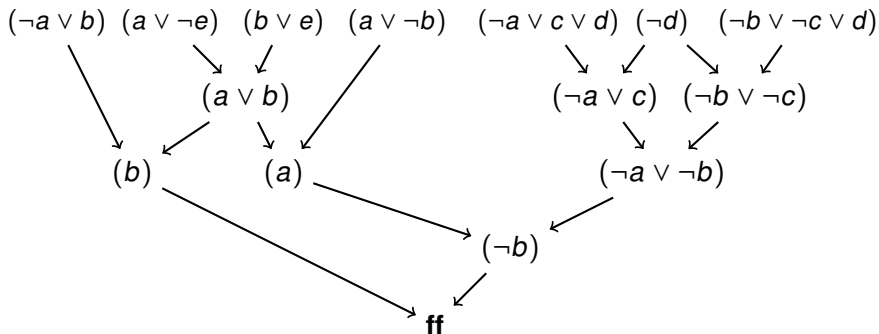 (¬a ∨ b) (a ∨ ¬e) (b ∨ e) (a ∨ ¬b) (¬a ∨ c ∨ d) (¬d) (¬b ∨ ¬c ∨ d)
(a ∨ b) (¬a ∨ c) (¬b ∨ ¬c)
(b) (a) (¬a ∨ ¬b)
(¬b)
ff